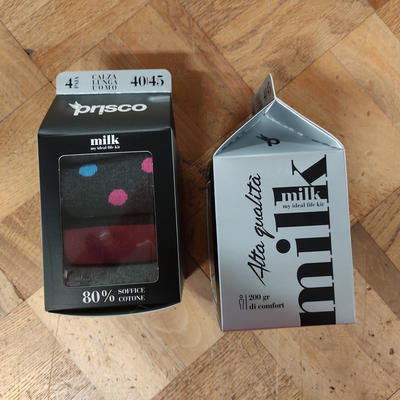 4 PAIA
CALZA
LUNGA
UOMO
40|45
prisco
milk
my ideal life kit
80% SOFFICE
COTONE
Alta qualità
milk
my ideal life kit
milk
200 gr
di comfort